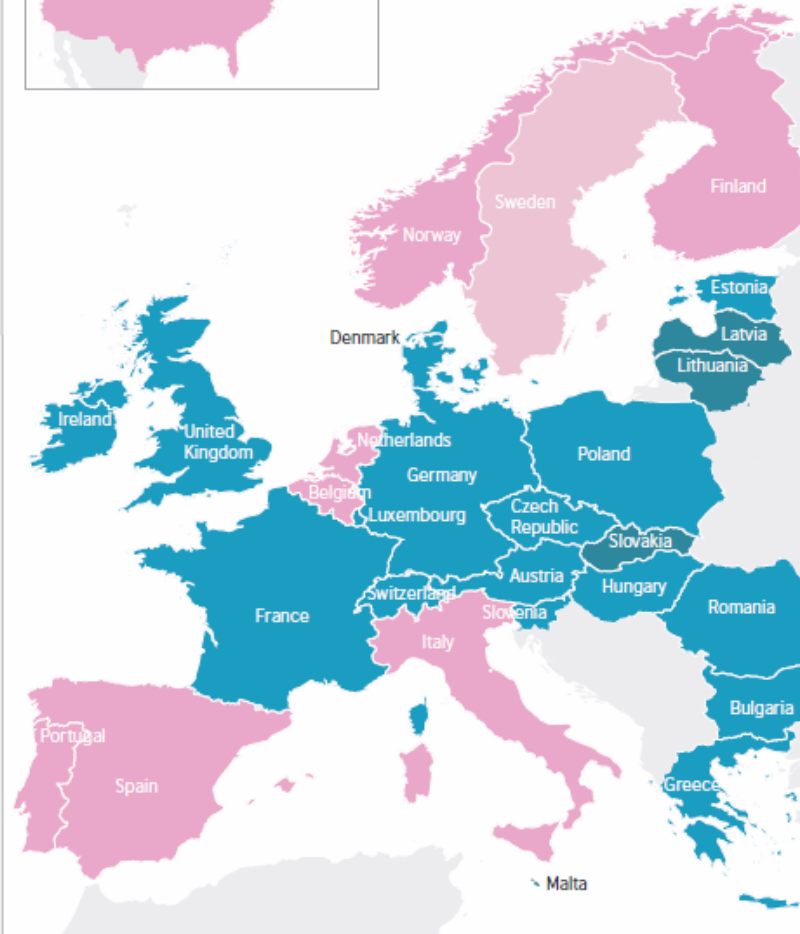 Finland
Sweden
Norway
Estonia
Denmark
Latvia
Lithuania
Ireland
United
Kingdom
Netherlands
Poland
Germany
Belgium
Czech
Republic
Luxembourg
Slovakia
Austria
Hungary
Switzerland
Romania
Slovenia
France
Italy
Bulgaria
Portugal
Greece
Spain
Malta